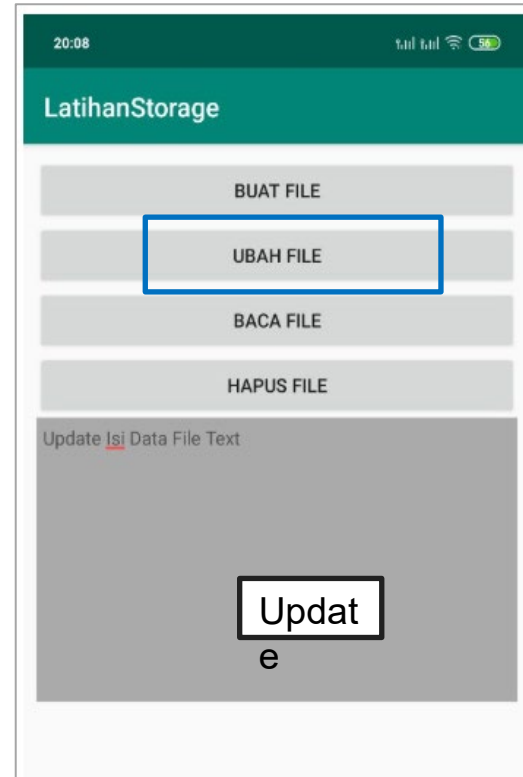 20:08
56
LatihanStorage
BUAT FILE
UBAH FILE
BACA FILE
HAPUS FILE
Update Isi Data File Text
Updat
e